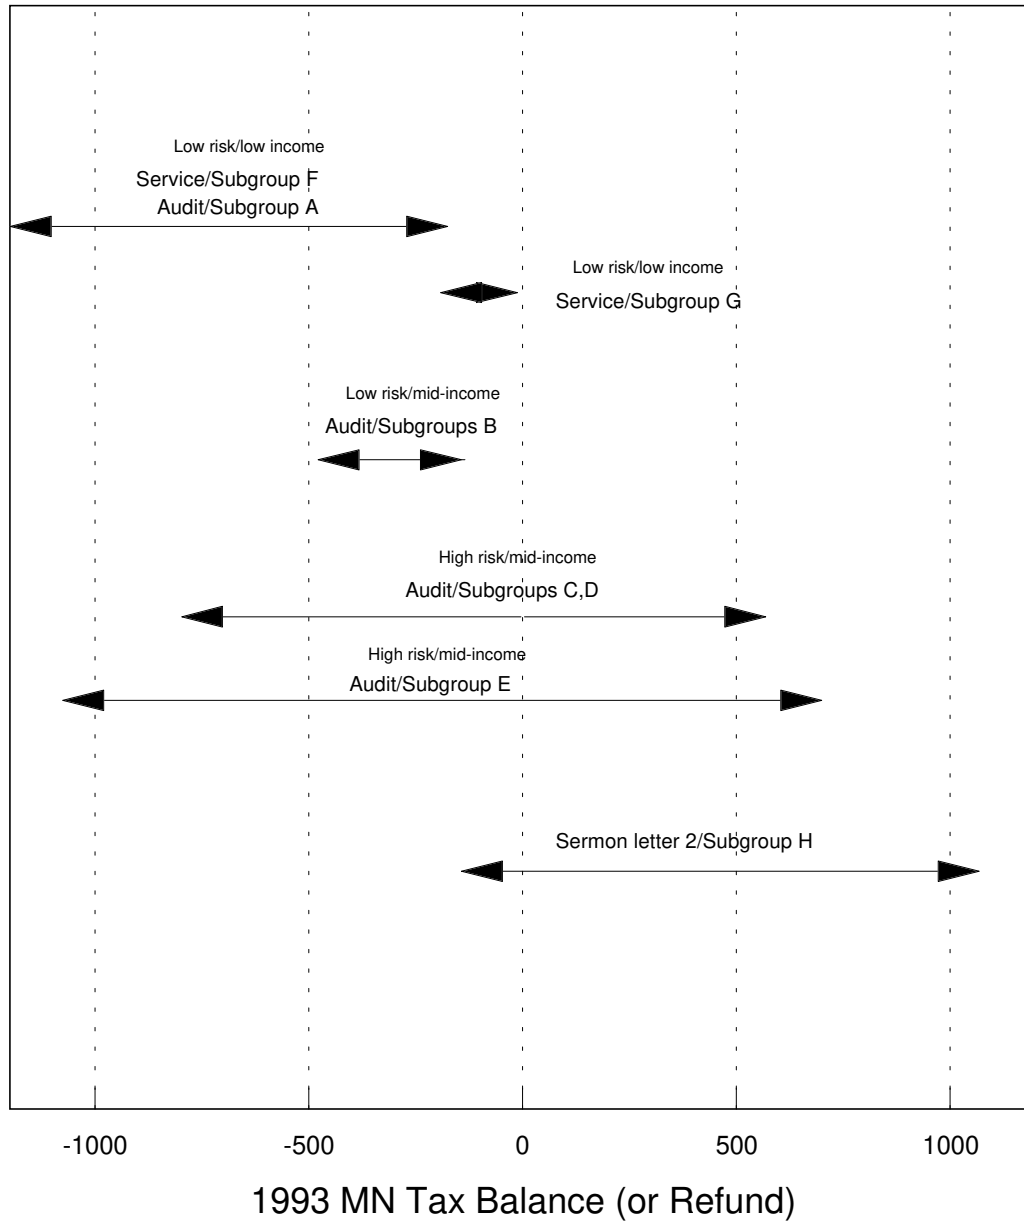 Low risk/low income
Service/Subgroup F
Audit/Subgroup A
Low risk/low income
Service/Subgroup G
Low risk/mid-income
Audit/Subgroups B
High risk/mid-income
Audit/Subgroups C,D
High risk/mid-income
Audit/Subgroup E
Sermon letter 2/Subgroup H
-1000 -500 0 500 1000
1993 MN Tax Balance (or Refund)